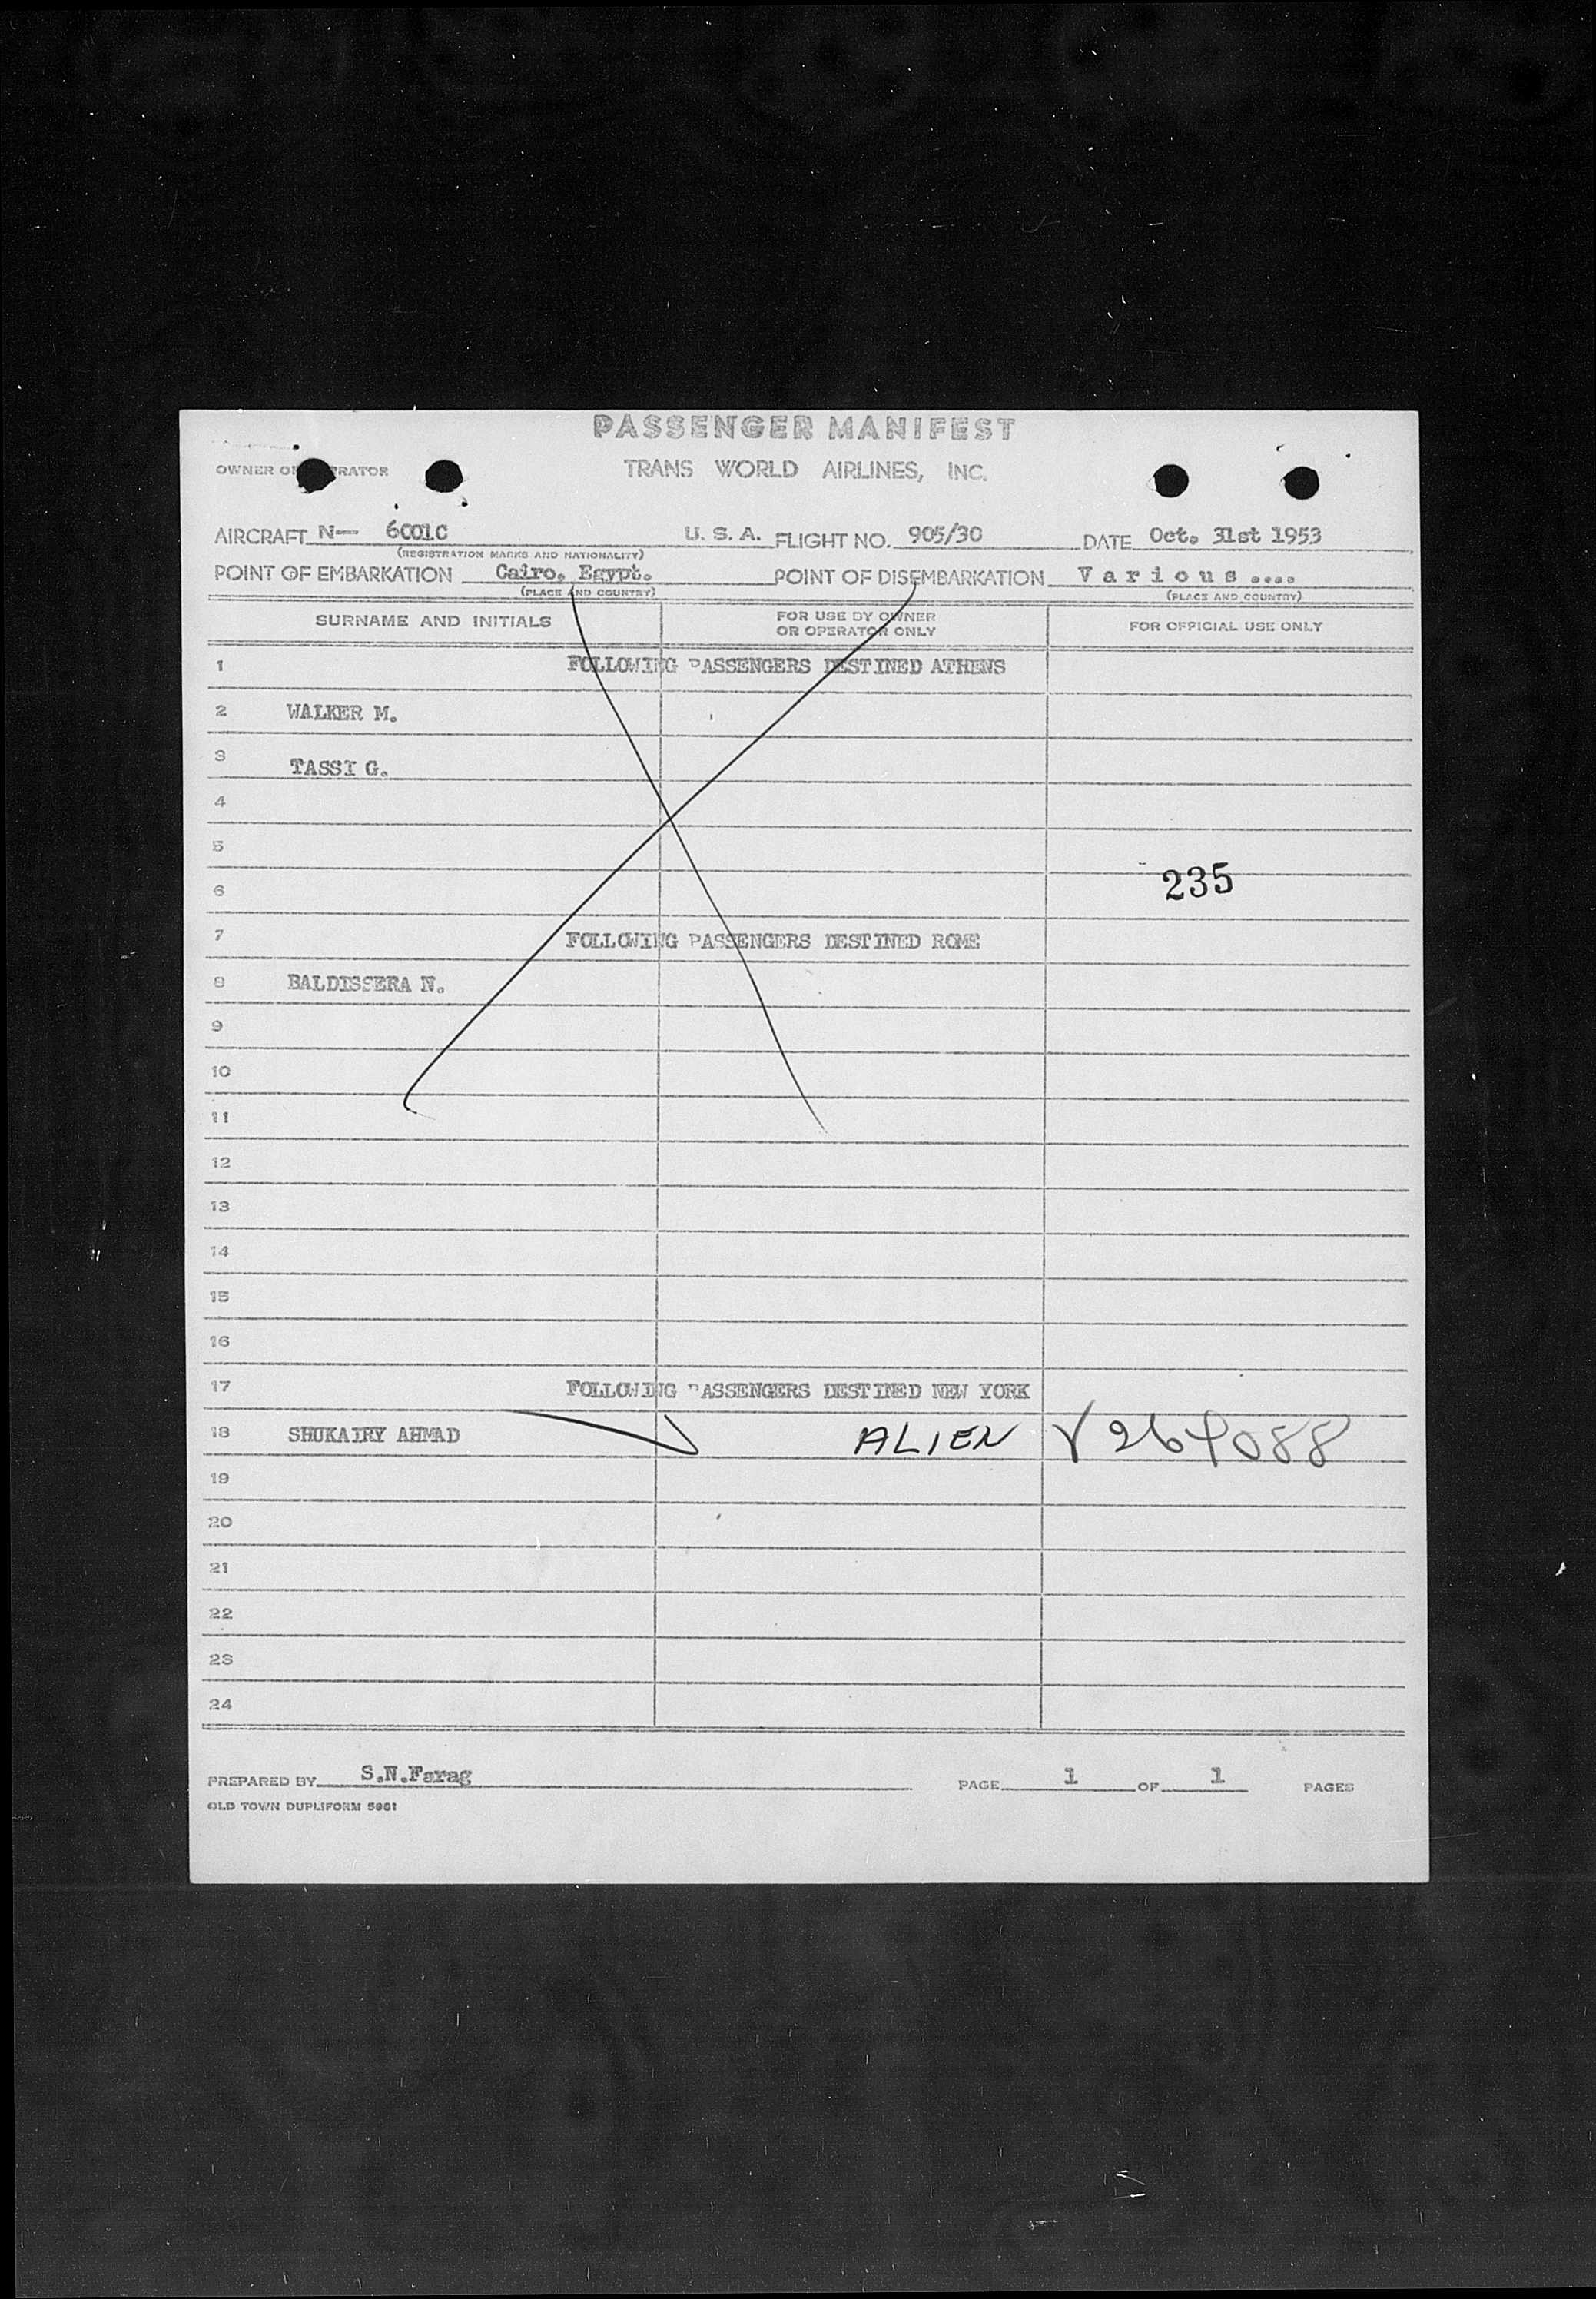 PASSENGER MANIFEST
OWNER OR OPERATOR TRANS WORLD AIRLINES, INC.
AIRCRAFT N— 6001C U. S. A. FLIGHT NO. 905/30 DATE Oct. 31st 1953
(REGISTRATION MARKS AND NATIONALITY)
POINT OF EMBARKATION Cairo, Egypt. POINT OF DISEMBARKATION Various....
(PLACE AND COUNTRY) (PLACE AND COUNTRY)
SURNAME AND INITIALS FOR USE BY OWNER OR OPERATOR ONLY FOR OFFICIAL USE ONLY
1 FOLLOWING PASSENGERS DESTINED ATHENS
2 WALKER M.
3 TASSI G.
4
5
6 235
7 FOLLOWING PASSENGERS DESTINED ROME
8 BALDISSERA N.
9
10
11
12
13
14
15
16
17 FOLLOWING PASSENGERS DESTINED NEW YORK
18 SHUKAIRY AHMAD ALIEN V 264088
19
20
21
22
23
24
PREPARED BY S.N.Farag PAGE 1 OF 1 PAGES
OLD TOWN DUPLIFORM 5981